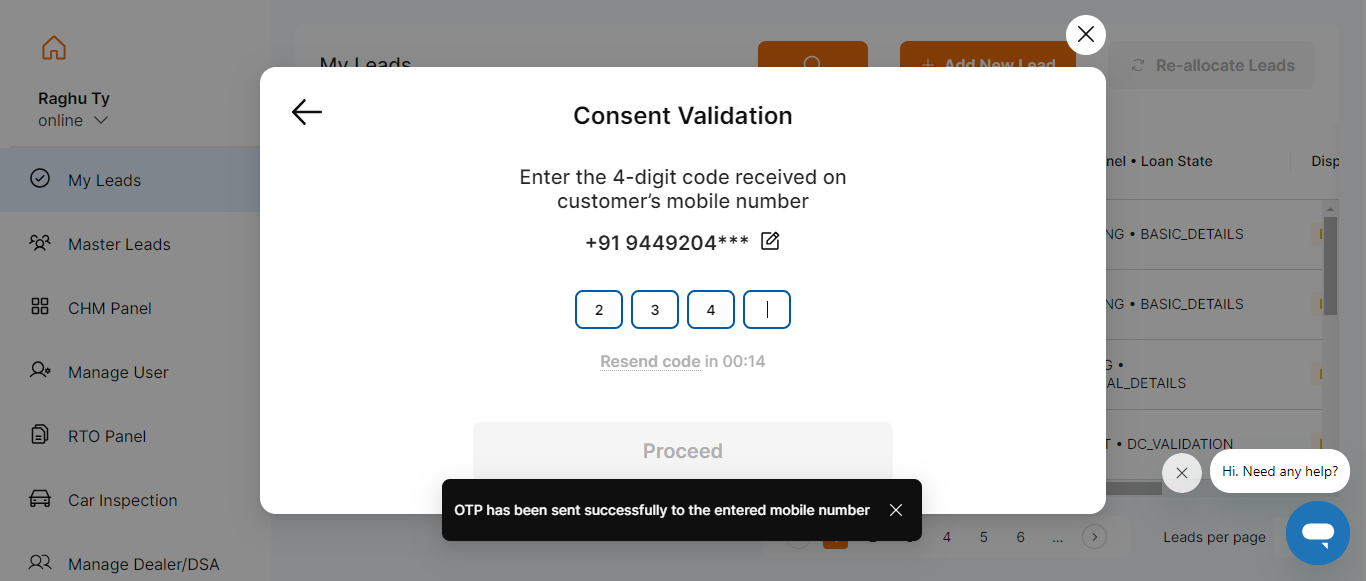 Raghu Ty
online
My Leads
Master Leads
CHM Panel
Manage User
RTO Panel
Car Inspection
Manage Dealer/DSA
My Leads
+ Add New Lead
Re-allocate Leads
Consent Validation
Enter the 4-digit code received on
customer’s mobile number
+91 9449204***
2 3 4
Resend code in 00:14
Proceed
OTP has been sent successfully to the entered mobile number
nel • Loan State
Disp
NG • BASIC_DETAILS
NG • BASIC_DETAILS
G •
AL_DETAILS
T • DC_VALIDATION
Hi. Need any help?
4 5 6 ...
Leads per page